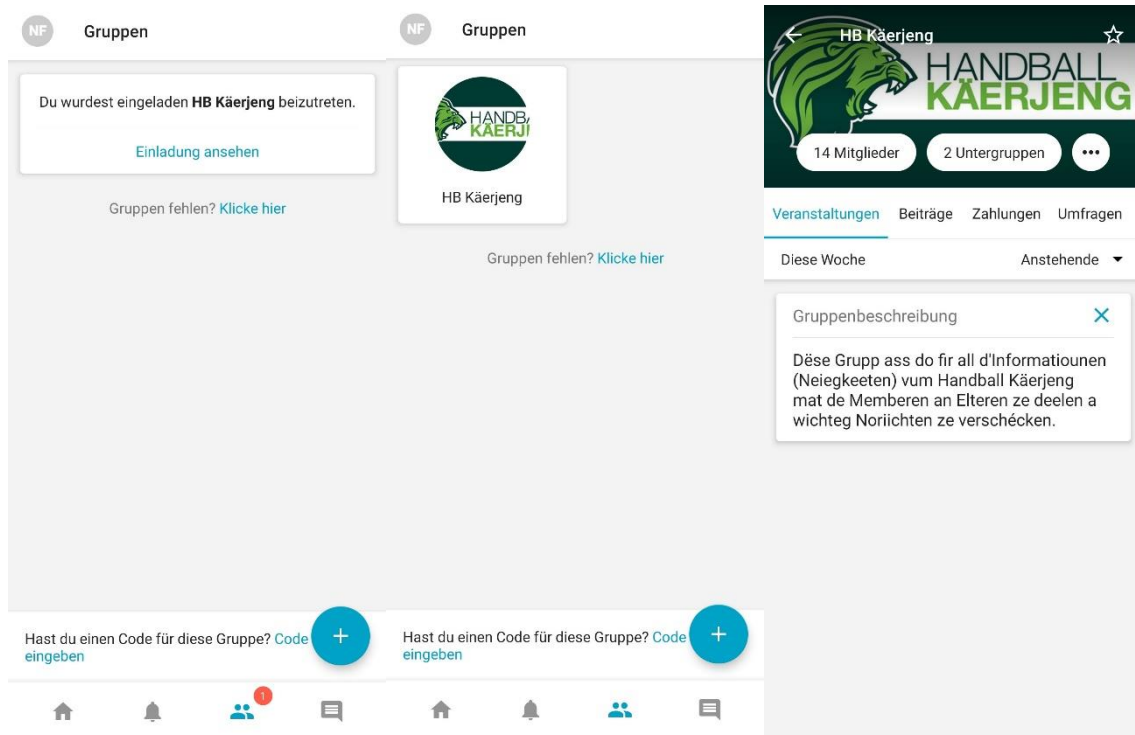 NF
Gruppen
Du wurdest eingeladen HB Käerjeng beizutreten.
Einladung ansehen
Gruppen fehlen? Klicke hier
Hast du einen Code für diese Gruppe? Code
eingeben
+
1
NF
Gruppen
HANDB
KÄERJ
HB Käerjeng
Gruppen fehlen? Klicke hier
Hast du einen Code für diese Gruppe? Code
eingeben
+
HB Käerjeng
HANDBALL
KÄERJENG
14 Mitglieder
2 Untergruppen
Veranstaltungen Beiträge Zahlungen Umfragen
Diese Woche
Anstehende
Gruppenbeschreibung
Dëse Grupp ass do fir all d'Informatiounen
(Neiegkeeten) vum Handball Käerjeng
mat de Memberen an Elteren ze deelen a
wichteg Noriichten ze verschécken.